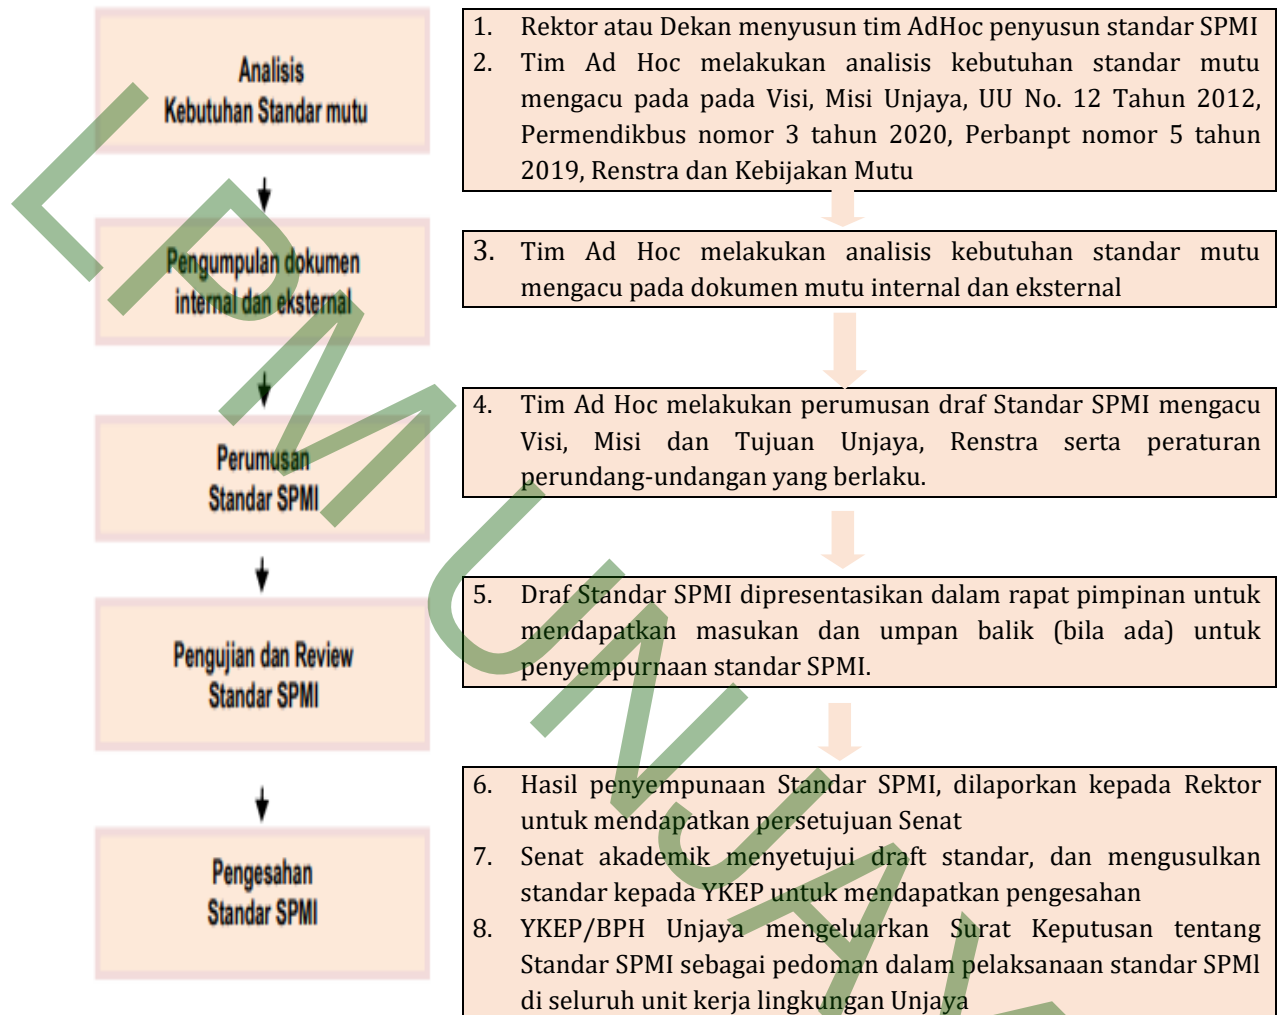 Analisis
Kebutuhan Standar mutu
1. Rektor atau Dekan menyusun tim AdHoc penyusun standar SPMI
2. Tim Ad Hoc melakukan analisis kebutuhan standar mutu
mengacu pada pada Visi, Misi Unjaya, UU No. 12 Tahun 2012,
Permendikbus nomor 3 tahun 2020, Perbanpt nomor 5 tahun
2019, Renstra dan Kebijakan Mutu
Pengumpulan dokumen
internal dan eksternal
3. Tim Ad Hoc melakukan analisis kebutuhan standar mutu
mengacu pada dokumen mutu internal dan eksternal
Perumusan
Standar SPMI
4. Tim Ad Hoc melakukan perumusan draf Standar SPMI mengacu
Visi, Misi dan Tujuan Unjaya, Renstra serta peraturan
perundang-undangan yang berlaku.
Pengujian dan Review
Standar SPMI
5. Draf Standar SPMI dipresentasikan dalam rapat pimpinan untuk
mendapatkan masukan dan umpan balik (bila ada) untuk
penyempurnaan standar SPMI.
Pengesahan
Standar SPMI
6. Hasil penyempunaan Standar SPMI, dilaporkan kepada Rektor
untuk mendapatkan persetujuan Senat
7. Senat akademik menyetujui draft standar, dan mengusulkan
standar kepada YKEP untuk mendapatkan pengesahan
8. YKEP/BPH Unjaya mengeluarkan Surat Keputusan tentang
Standar SPMI sebagai pedoman dalam pelaksanaan standar SPMl
di seluruh unit kerja lingkungan Unjaya
LPM UNJAY